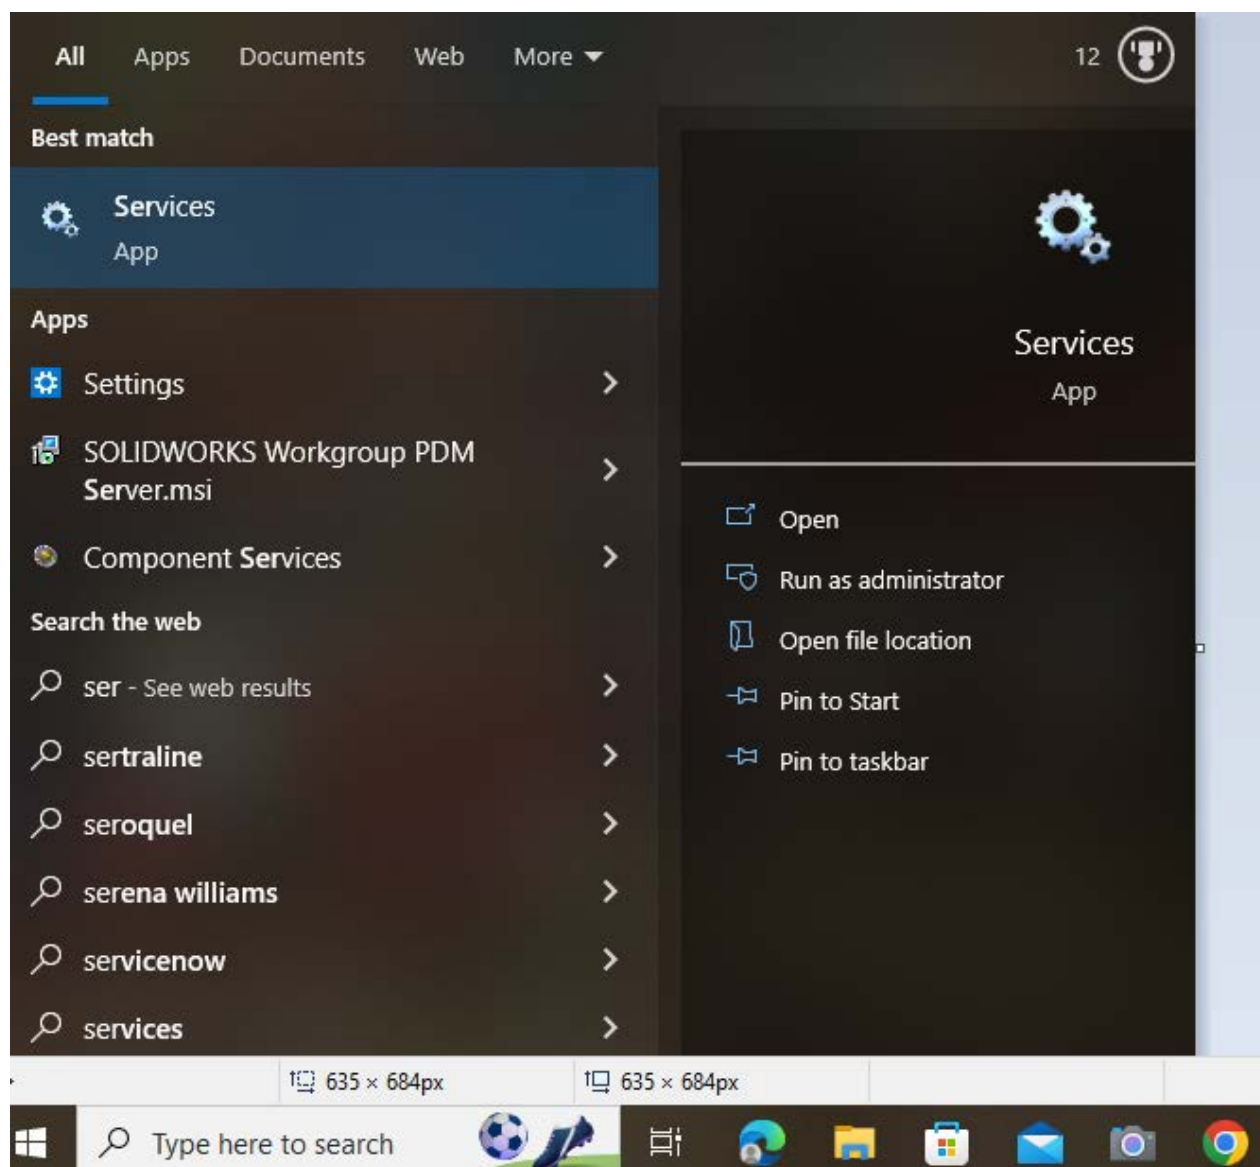 All Apps Documents Web More 12
Best match
Services
App
Apps
Settings
SOLIDWORKS Workgroup PDM
Server.msi
Component Services
Search the web
ser - See web results
sertraline
seroquel
serena williams
servicenow
services
Services
App
Open
Run as administrator
Open file location
Pin to Start
Pin to taskbar
635 × 684px 635 × 684px
Type here to search